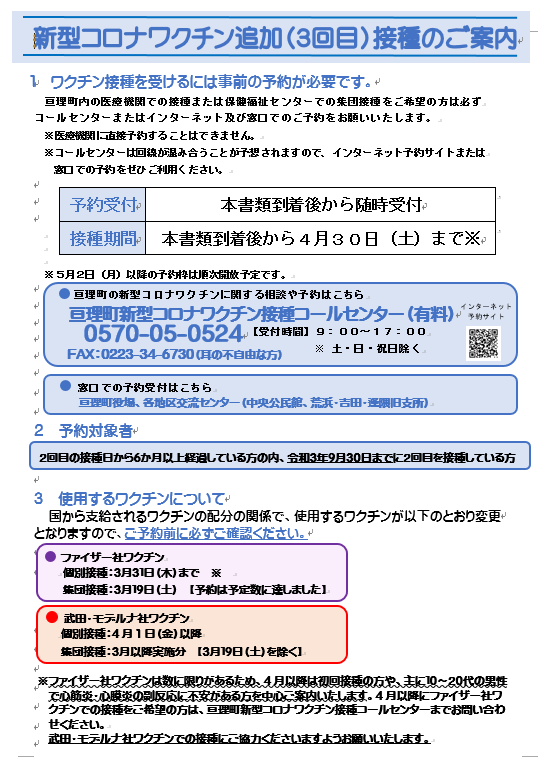 新型コロナワクチン追加(3回目)接種のご案内
1 ワクチン接種を受けるには事前の予約が必要です。
亘理町内の医療機関での接種または保健福祉センターでの集団接種をご希望の方は必ず
コールセンターまたはインターネット及び窓口でのご予約をお願いいたします。
※医療機関に直接予約することはできません。
※コールセンターは回線が混み合うことが予想されますので、インターネット予約サイトまたは
窓口での予約をぜひご利用ください。
予約受付 本書類到着後から随時受付
接種期間 本書類到着後から4月30日(土)まで※
※5月2日(月)以降の予約枠は順次開放予定です。
● 亘理町の新型コロナワクチンに関する相談や予約はこちら
亘理町新型コロナワクチン接種コールセンター(有料)
インターネット
予約サイト
0570-05-0524【受付時間】9:00~17:00
※ 土・日・祝日除く
FAX:0223-34-6730(耳の不自由な方)
● 窓口での予約受付はこちら
亘理町役場、各地区交流センター(中央公民館、荒浜・吉田・逢隈旧支所)
2 予約対象者
2回目の接種日から6か月以上経過している方の内、令和3年9月30日までに2回目を接種している方
3 使用するワクチンについて
国から支給されるワクチンの配分の関係で、使用するワクチンが以下のとおり変更
となりますので、ご予約前に必ずご確認ください。
● ファイザー社ワクチン
個別接種:3月31日(木)まで ※
集団接種:3月19日(土) 【予約は予定数に達しました】
● 武田・モデルナ社ワクチン
個別接種:4月1日(金)以降
集団接種:3月以降実施分 【3月19日(土)を除く】
※ファイザー社ワクチンは数に限りがあるため、4月以降は初回接種の方や、主に10~20代の男性
で心筋炎・心膜炎の副反応に不安がある方を中心ご案内いたします。4月以降にファイザー社ワ
クチンでの接種をご希望の方は、亘理町新型コロナワクチン接種コールセンターまでお問い合わ
せください。
武田・モデルナ社ワクチンでの接種にご協力くださいますようお願いいたします。